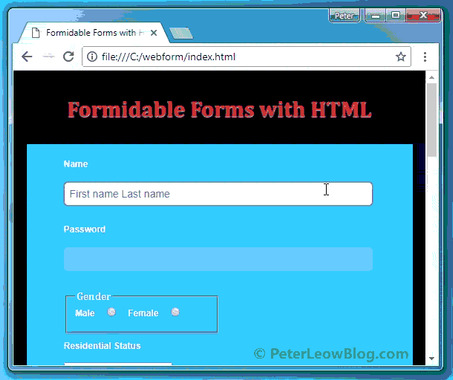 Peter
Formidable Forms with H
file:///C:/webform/index.html
Formidable Forms with HTML
Name
First name Last name
Password
Gender
Male Female
Residential Status
© PeterLeowBlog.com